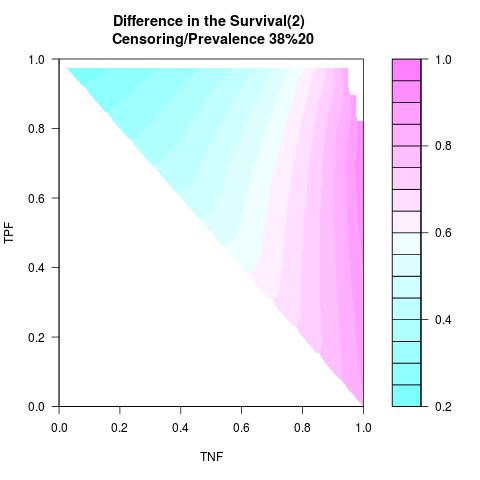 Difference in the Survival(2)
Censoring/Prevalence 38%20
1.0
0.8
0.6
0.4
0.2
0.0
TPF
0.0 0.2 0.4 0.6 0.8 1.0
TNF
1.0
0.8
0.6
0.4
0.2